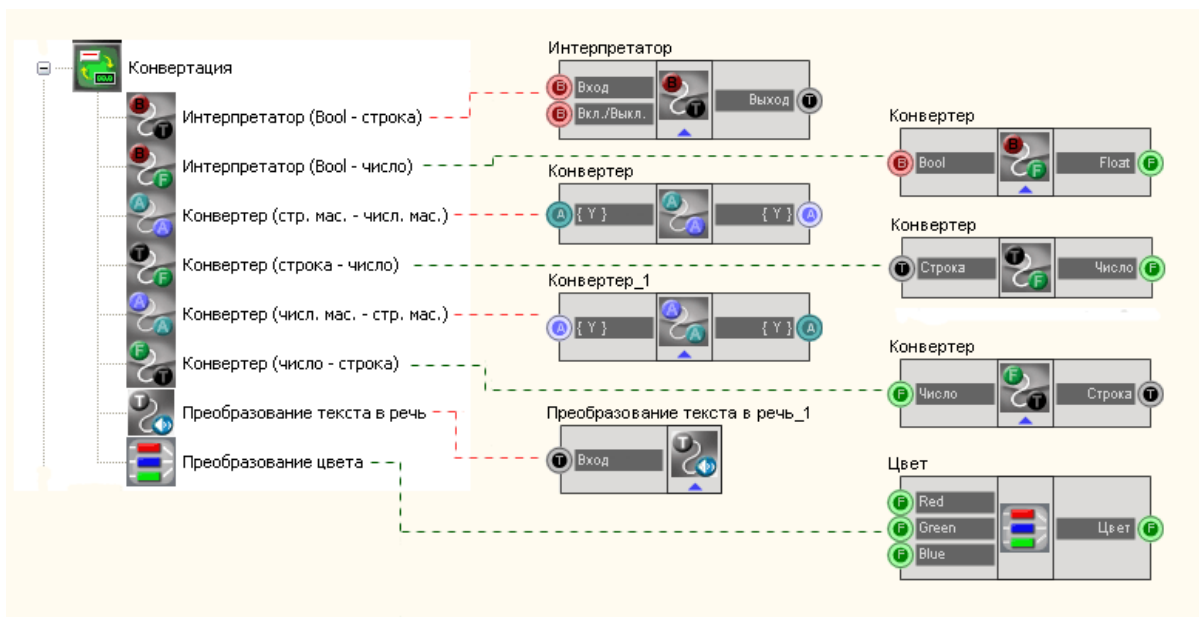 Конвертация
Интерпретатор (Bool - строка)
Интерпретатор (Bool - число)
Конвертер (стр. мас. - числ. мас.)
Конвертер (строка - число)
Конвертер (числ. мас. - стр. мас.)
Конвертер (число - строка)
Преобразование текста в речь
Преобразование цвета
Интерпретатор
B Вход
B Вкл./Выкл.
Выход T
Конвертер
A { Y }
{ Y } A
Конвертер_1
A { Y }
{ Y } A
Преобразование текста в речь_1
T Вход
Конвертер
B Bool
Float F
Конвертер
T Строка
Число F
Конвертер
F Число
Строка T
Цвет
F Red
F Green
F Blue
Цвет F